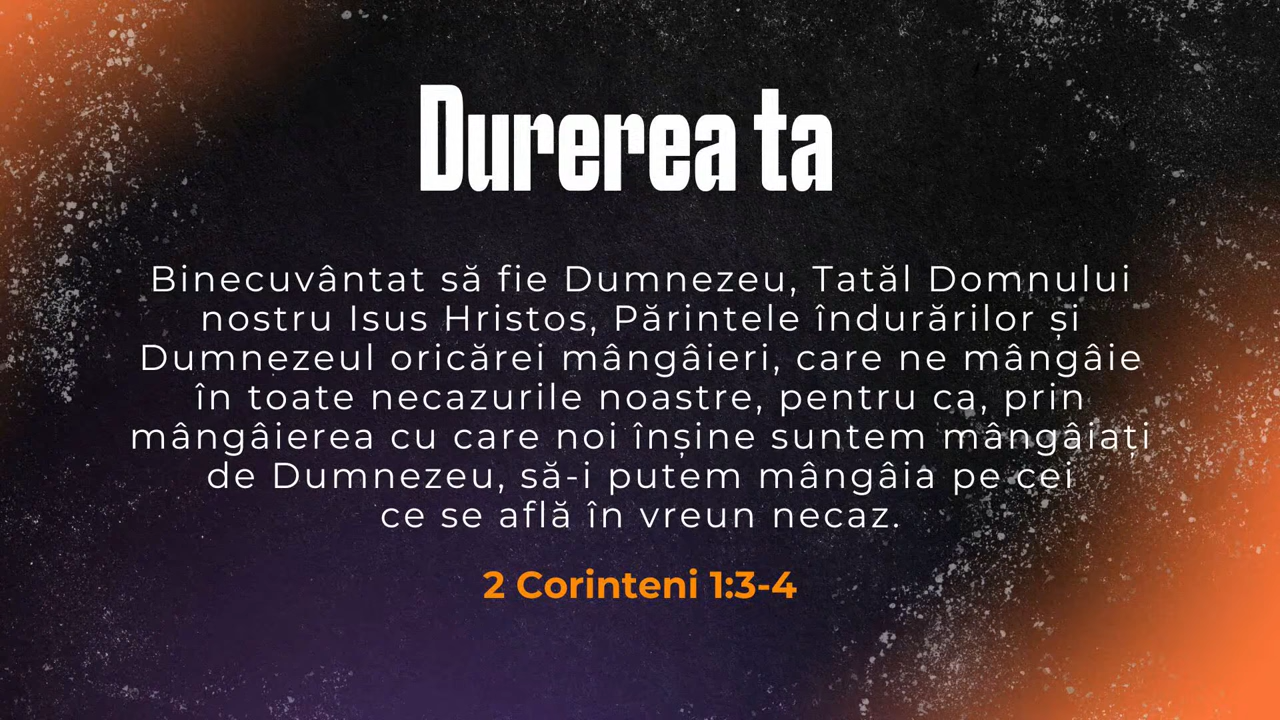 Durerea ta
Binecuvântat să fie Dumnezeu, Tatăl Domnului
nostru Isus Hristos, Părintele îndurărilor și
Dumnezeul oricărei mângâieri, care ne mângâie
în toate necazurile noastre, pentru ca, prin
mângâierea cu care noi înșine suntem mângâiați
de Dumnezeu, să-i putem mângâia pe cei
ce se află în vreun necaz.
2 Corinteni 1:3-4